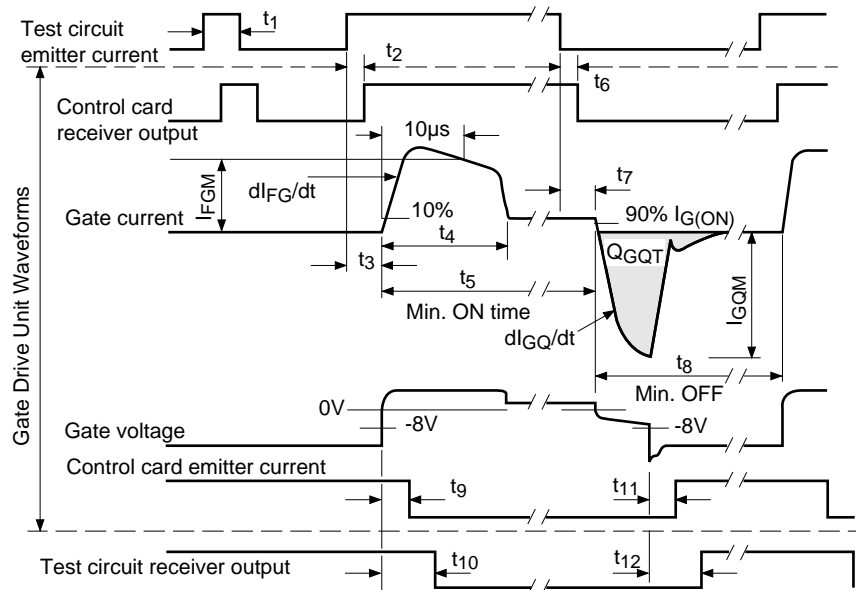 Test circuit
emitter current
t1
t2
t6
Control card
receiver output
10µs
IFGM
dIFG/dt
t7
Gate current
10%
90% IG(ON)
t4
QGQT
t3
t5
IGQM
Min. ON time
dIGQ/dt
t8
Min. OFF
Gate Drive Unit Waveforms
0V
-8V
-8V
Gate voltage
Control card emitter current
t9
t11
Test circuit receiver output
t10
t12